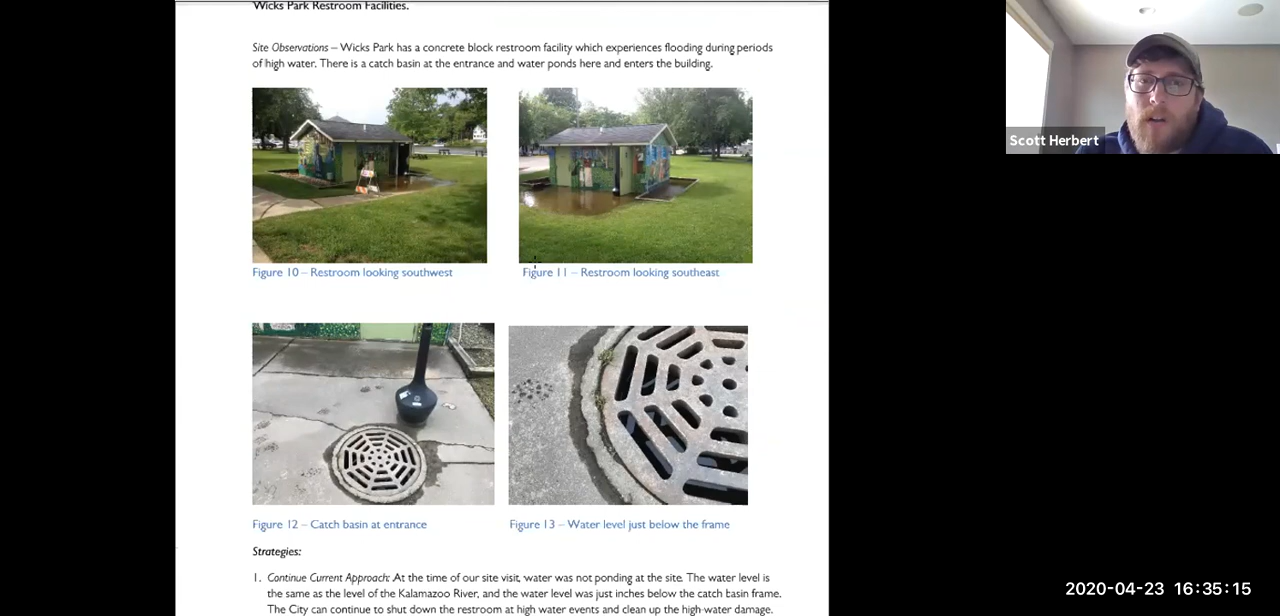 Wicks Park Restroom Facilities.
Site Observations – Wicks Park has a concrete block restroom facility which experiences flooding during periods
of high water. There is a catch basin at the entrance and water ponds here and enters the building.
Scott Herbert
Figure 10 – Restroom looking southwest
Figure 11 – Restroom looking southeast
Figure 12 – Catch basin at entrance
Figure 13 – Water level just below the frame
Strategies:
1. Continue Current Approach: At the time of our site visit, water was not ponding at the site. The water level is
the same as the level of the Kalamazoo River, and the water level was just inches below the catch basin frame.
The City can continue to shut down the restroom at high water events and clean up the high-water damage.
2020-04-23 16:35:15